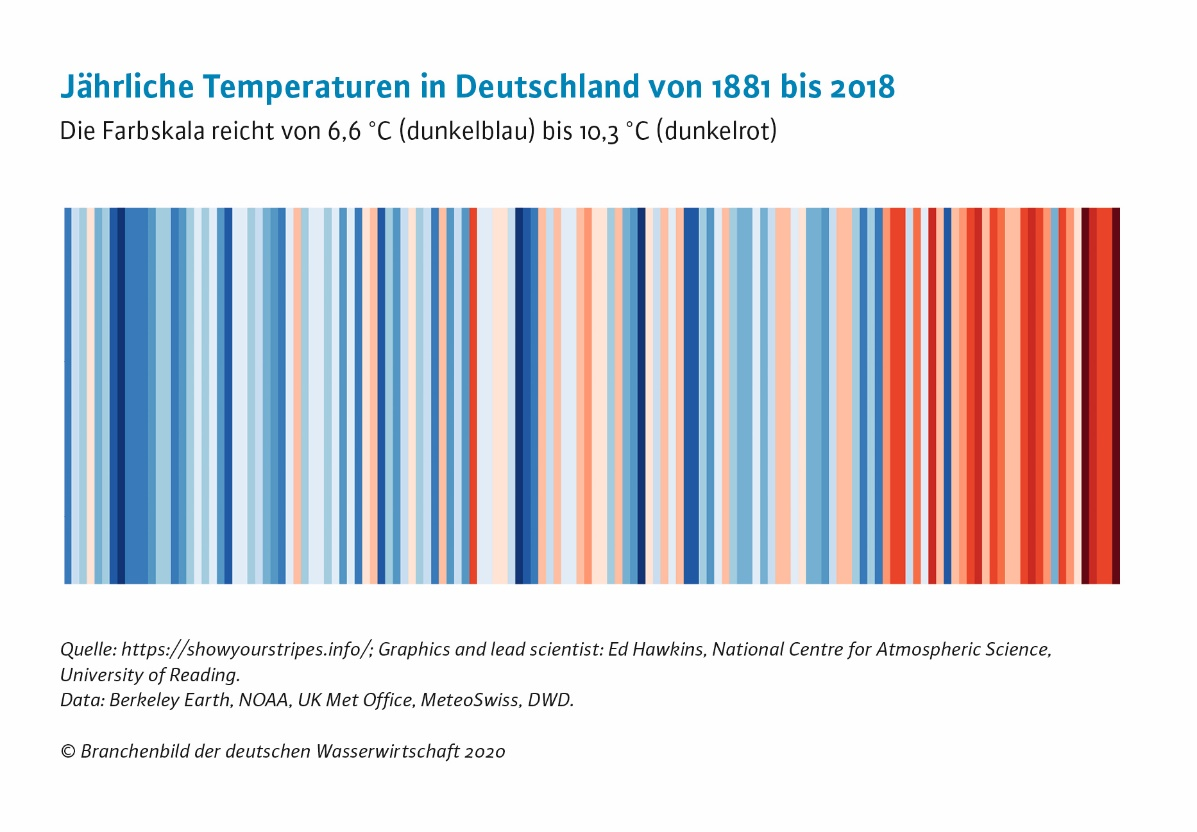 Jährliche Temperaturen in Deutschland von 1881 bis 2018
Die Farbskala reicht von 6,6 °C (dunkelblau) bis 10,3 °C (dunkelrot)
Quelle: https://showyourstripes.info/; Graphics and lead scientist: Ed Hawkins, National Centre for Atmospheric Science,
University of Reading.
Data: Berkeley Earth, NOAA, UK Met Office, MeteoSwiss, DWD.
© Branchenbild der deutschen Wasserwirtschaft 2020